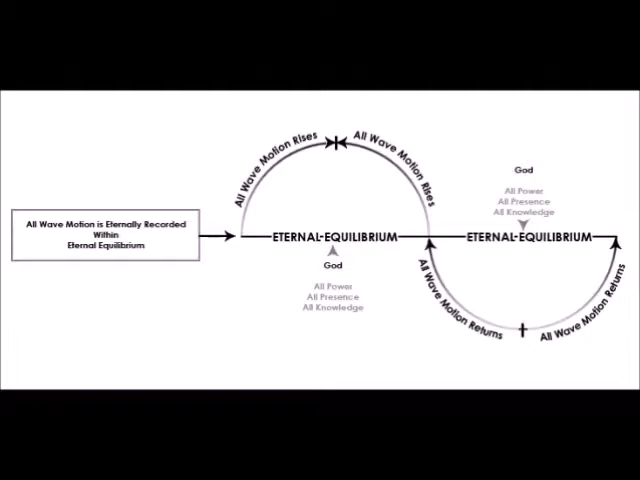 All Wave Motion Rises
All Wave Motion Rises
God
All Power
All Presence
All Knowledge
All Wave Motion is Eternally Recorded
Within
Eternal Equilibrium
ETERNAL-EQUILIBRIUM
ETERNAL-EQUILIBRIUM
God
All Power
All Presence
All Knowledge
All Wave Motion Returns
All Wave Motion Returns